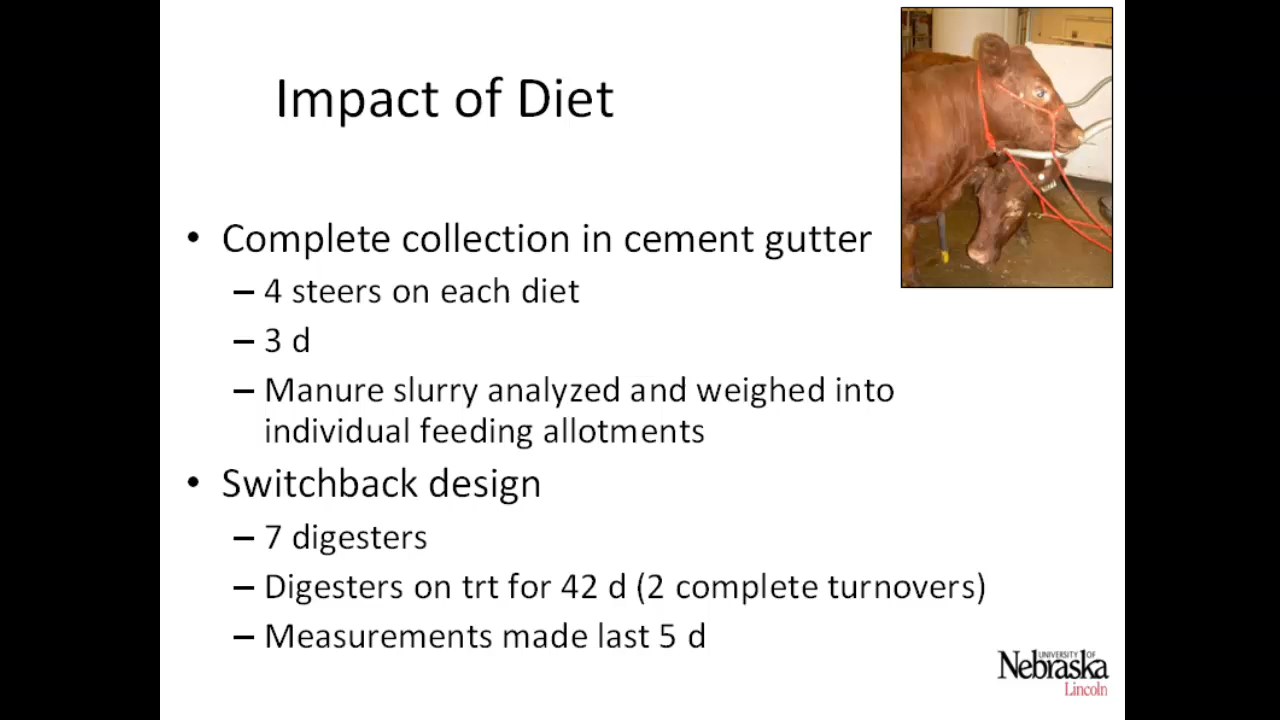 Impact of Diet
• Complete collection in cement gutter
– 4 steers on each diet
– 3 d
– Manure slurry analyzed and weighed into
individual feeding allotments
• Switchback design
– 7 digesters
– Digesters on trt for 42 d (2 complete turnovers)
– Measurements made last 5 d
UNIVERSITY OF
Nebraska
Lincoln